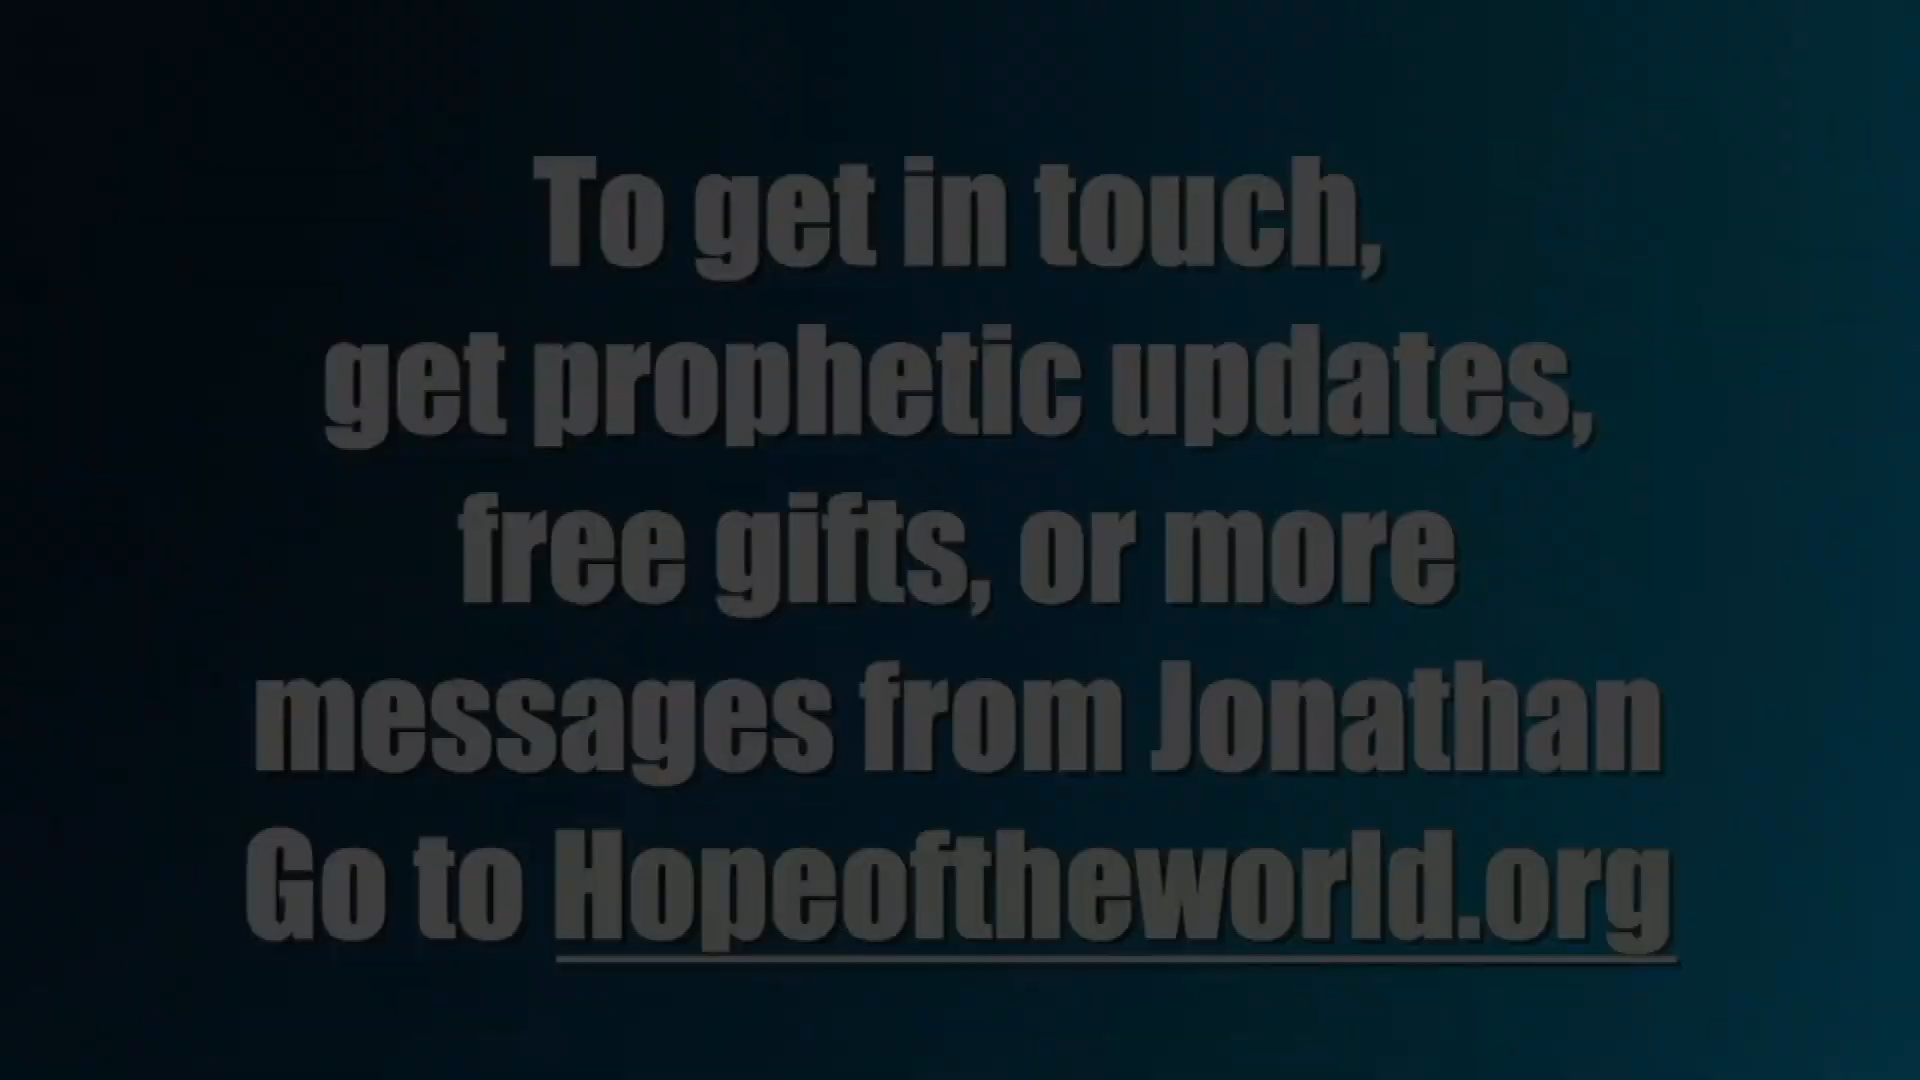 To get in touch,
get prophetic updates,
free gifts, or more
messages from Jonathan
Go to Hopeoftheworld.org